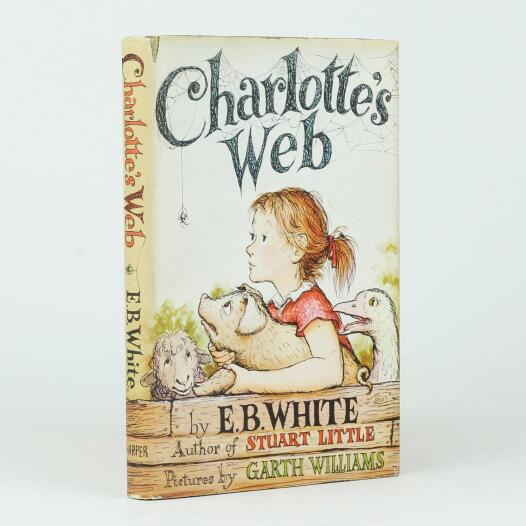 Charlotte's
Web
by E.B. WHITE
Author of STUART LITTLE
Pictures by GARTH WILLIAMS
Charlotte's Web
E.B. White
HARPER